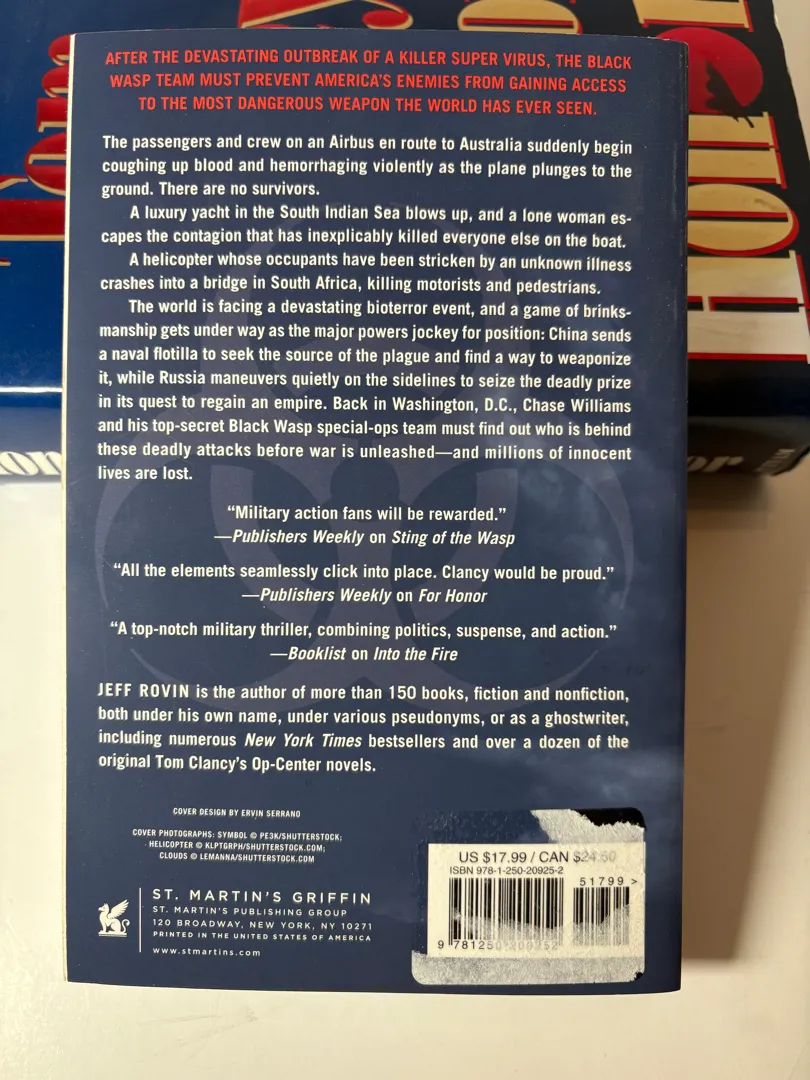 AFTER THE DEVASTATING OUTBREAK OF A KILLER SUPER VIRUS, THE BLACK
WASP TEAM MUST PREVENT AMERICA'S ENEMIES FROM GAINING ACCESS
TO THE MOST DANGEROUS WEAPON THE WORLD HAS EVER SEEN.
The passengers and crew on an Airbus en route to Australia suddenly begin
coughing up blood and hemorrhaging violently as the plane plunges to the
ground. There are no survivors.
A luxury yacht in the South Indian Sea blows up, and a lone woman es-
capes the contagion that has inexplicably killed everyone else on the boat.
A helicopter whose occupants have been stricken by an unknown illness
crashes into a bridge in South Africa, killing motorists and pedestrians.
The world is facing a devastating bioterror event, and a game of brinks-
manship gets under way as the major powers jockey for position: China sends
a naval flotilla to seek the source of the plague and find a way to weaponize
it, while Russia maneuvers quietly on the sidelines to seize the deadly prize
in its quest to regain an empire. Back in Washington, D.C., Chase Williams
and his top-secret Black Wasp special-ops team must find out who is behind
these deadly attacks before war is unleashed—and millions of innocent
lives are lost.
"Military action fans will be rewarded."
—Publishers Weekly on Sting of the Wasp
"All the elements seamlessly click into place. Clancy would be proud."
—Publishers Weekly on For Honor
"A top-notch military thriller, combining politics, suspense, and action."
—Booklist on Into the Fire
JEFF ROVIN is the author of more than 150 books, fiction and nonfiction,
both under his own name, under various pseudonyms, or as a ghostwriter,
including numerous New York Times bestsellers and over a dozen of the
original Tom Clancy's Op-Center novels.
COVER DESIGN BY ERVIN SERRANO
COVER PHOTOGRAPHS: SYMBOL © PE3K/SHUTTERSTOCK;
HELICOPTER © KLPTGRPH/SHUTTERSTOCK.COM;
CLOUDS © LEMANNA/SHUTTERSTOCK.COM
ST. MARTIN'S GRIFFIN
ST. MARTIN'S PUBLISHING GROUP
120 BROADWAY, NEW YORK, NY 10271
PRINTED IN THE UNITED STATES OF AMERICA
www.stmartins.com
US $17.99 / CAN $24.50
ISBN 978-1-250-20925-2
51799 >
9 781250 209252